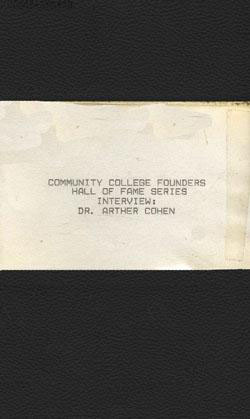 COMMUNITY COLLEGE FOUNDERS
HALL OF FAME SERIES
INTERVIEW:
DR. ARTHER COHEN